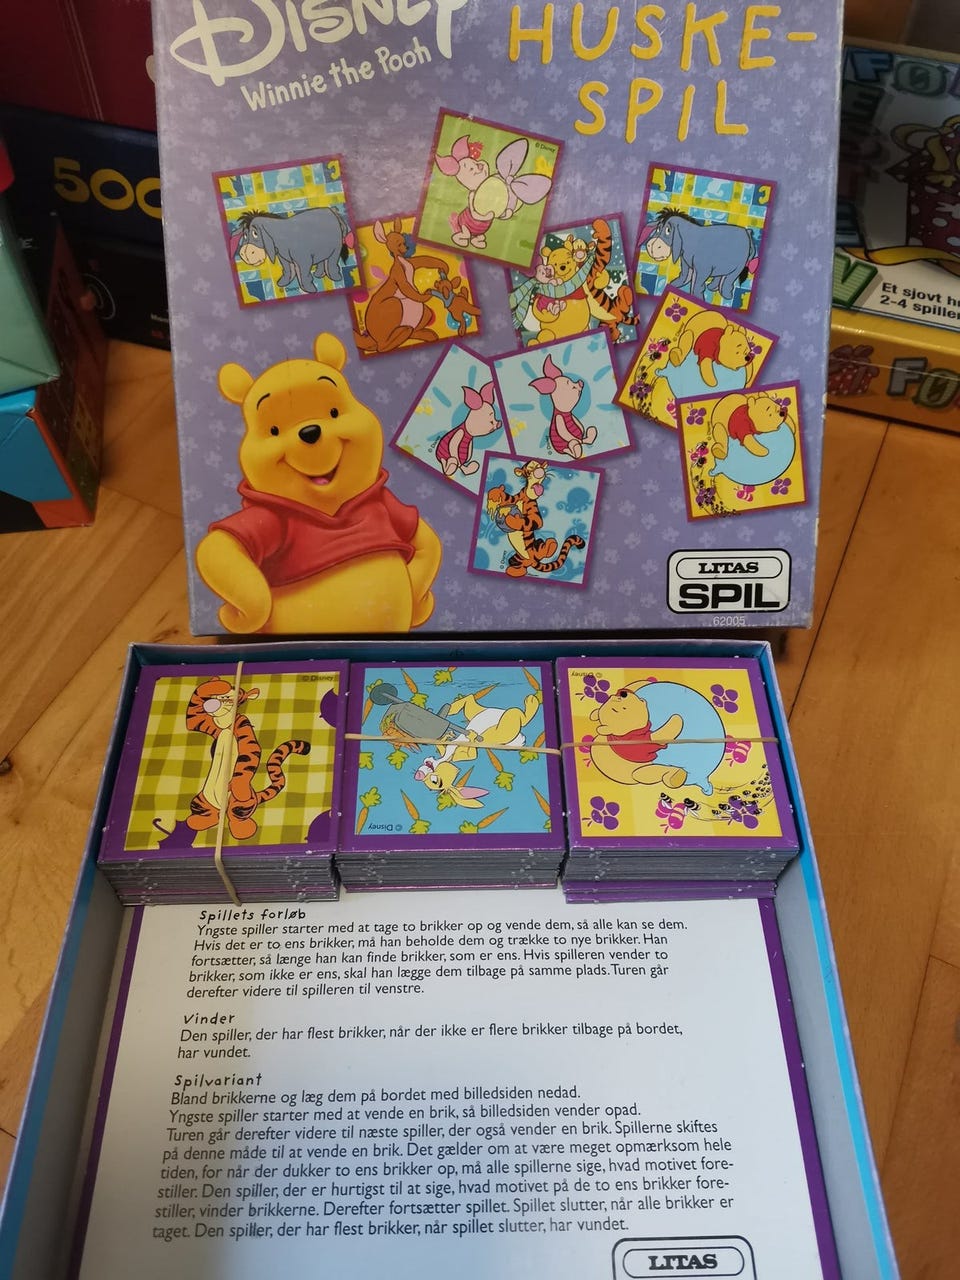 DISNEY
Winnie the Pooh
HUSKE-
SPIL
500
Et sjovt
2-4 spiller
© Disney
LITAS
SPIL
62005
© Disney
© Disney
© Disney
Spillets forløb
Yngste spiller starter med at tage to brikker op og vende dem, så alle kan se dem.
Hvis det er to ens brikker, må han beholde dem og trække to nye brikker. Han
fortsætter, så længe han kan finde brikker, som er ens. Hvis spilleren vender to
brikker, som ikke er ens, skal han lægge dem tilbage på samme plads. Turen går
derefter videre til spilleren til venstre.
Vinder
Den spiller, der har flest brikker, når der ikke er flere brikker tilbage på bordet,
har vundet.
Spilvariant
Bland brikkerne og læg dem på bordet med billedsiden nedad.
Yngste spiller starter med at vende en brik, så billedsiden vender opad.
Turen går derefter videre til næste spiller, der også vender en brik. Spillerne skiftes
på denne måde til at vende en brik. Det gælder om at være meget opmærksom hele
tiden, for når der dukker to ens brikker op, må alle spillerne sige, hvad motivet fore-
stiller. Den spiller, der er hurtigst til at sige, hvad motivet på de to ens brikker fore-
stiller, vinder brikkerne. Derefter fortsætter spillet. Spillet slutter, når alle brikker er
taget. Den spiller, der har flest brikker, når spillet slutter, har vundet.
LITAS